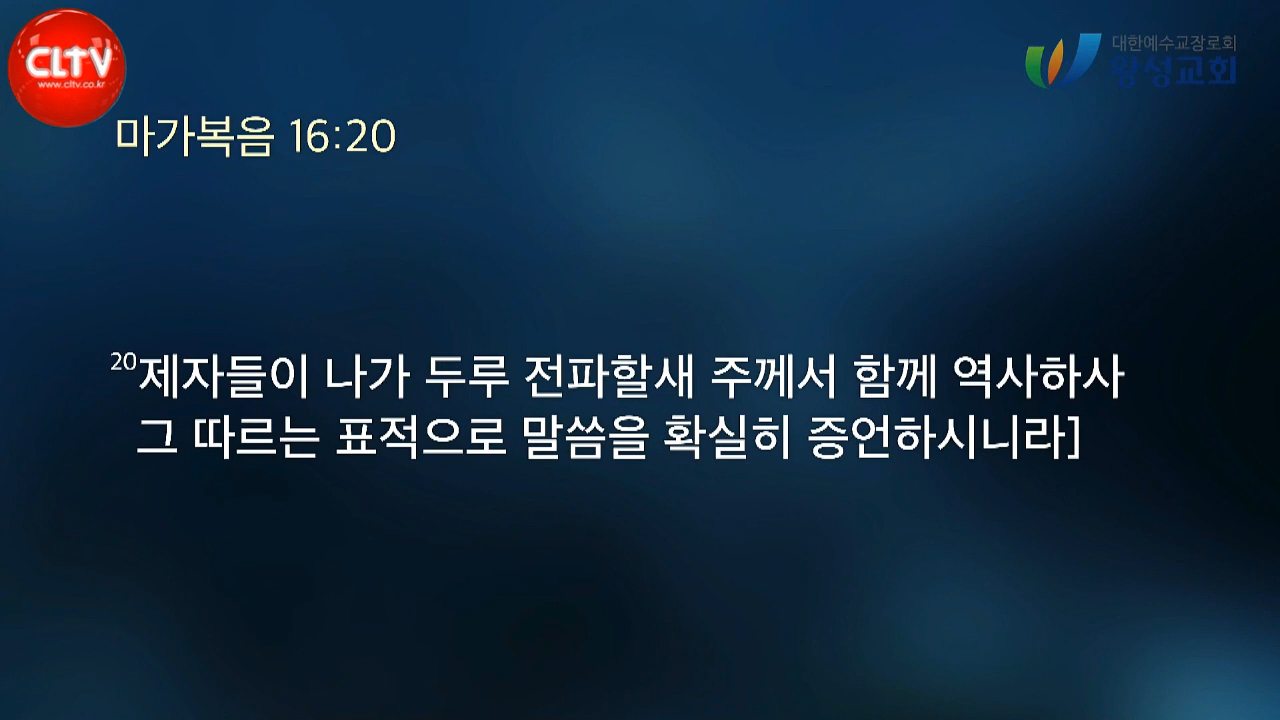 CLTV
www.cltv.co.kr
대한예수교장로회
왕성교회
마가복음 16:20
20제자들이 나가 두루 전파할새 주께서 함께 역사하사
그 따르는 표적으로 말씀을 확실히 증언하시니라]